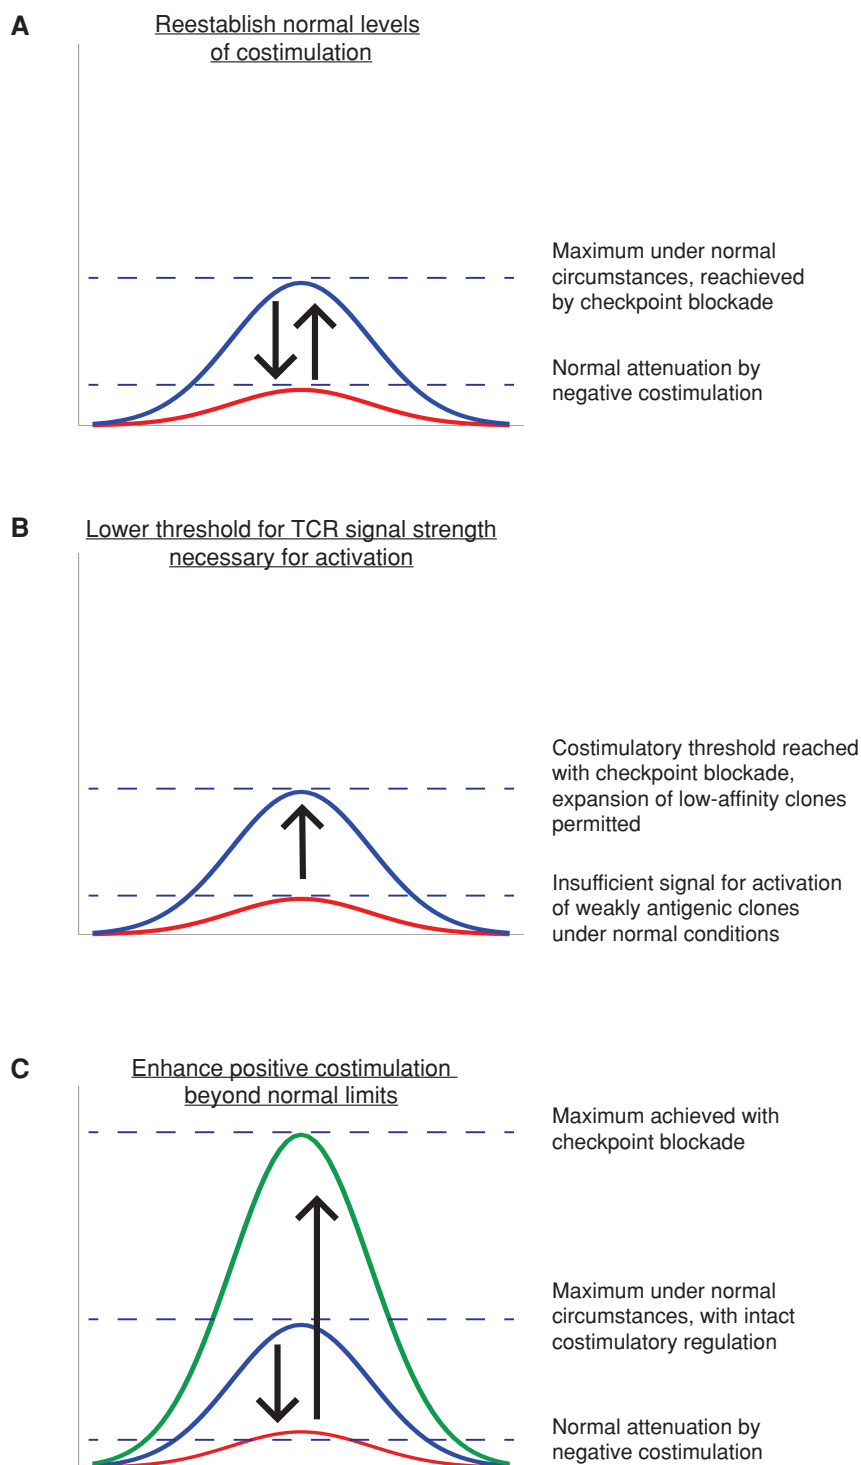 A
Reestablish normal levels
of costimulation
Maximum under normal
circumstances, reachieved
by checkpoint blockade
Normal attenuation by
negative costimulation
B
Lower threshold for TCR signal strength
necessary for activation
Costimulatory threshold reached
with checkpoint blockade,
expansion of low-affinity clones
permitted
Insufficient signal for activation
of weakly antigenic clones
under normal conditions
C
Enhance positive costimulation
beyond normal limits
Maximum achieved with
checkpoint blockade
Maximum under normal
circumstances, with intact
costimulatory regulation
Normal attenuation by
negative costimulation